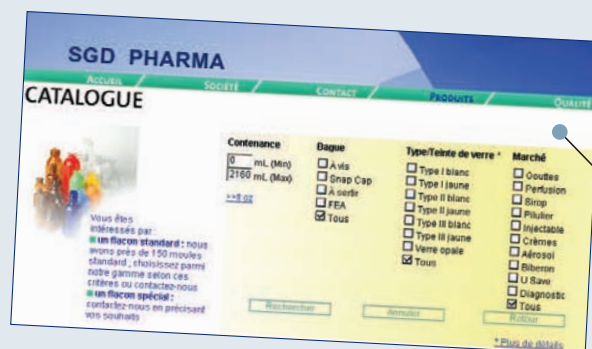 SGD PHARMA
ACCUEIL SOCIÉTÉ CONTACT PRODUITS QUALITÉ
CATALOGUE
Vous êtes
intéressés par :
un flacon standard : nous
avons près de 150 moules
standard , choisissez parmi
notre gamme selon ces
critères ou contactez-nous
un flacon spécial :
contactez-nous en précisant
vos souhaits
Contenance
0 mL (Min)
2160 mL (Max)
>>fl oz
Bague
A vis
Snap Cap
À sertir
FEA
Tous
Type/Teinte de verre *
Type I blanc
Type I jaune
Type II blanc
Type II jaune
Type III blanc
Type III jaune
Verre opale
Tous
Marché
Gouttes
Perfusion
Sirop
Pilulier
Injectable
Crèmes
Aérosol
Biberon
U Save
Diagnostic
Tous
Rechercher Annuler Retour
* Plus de détails